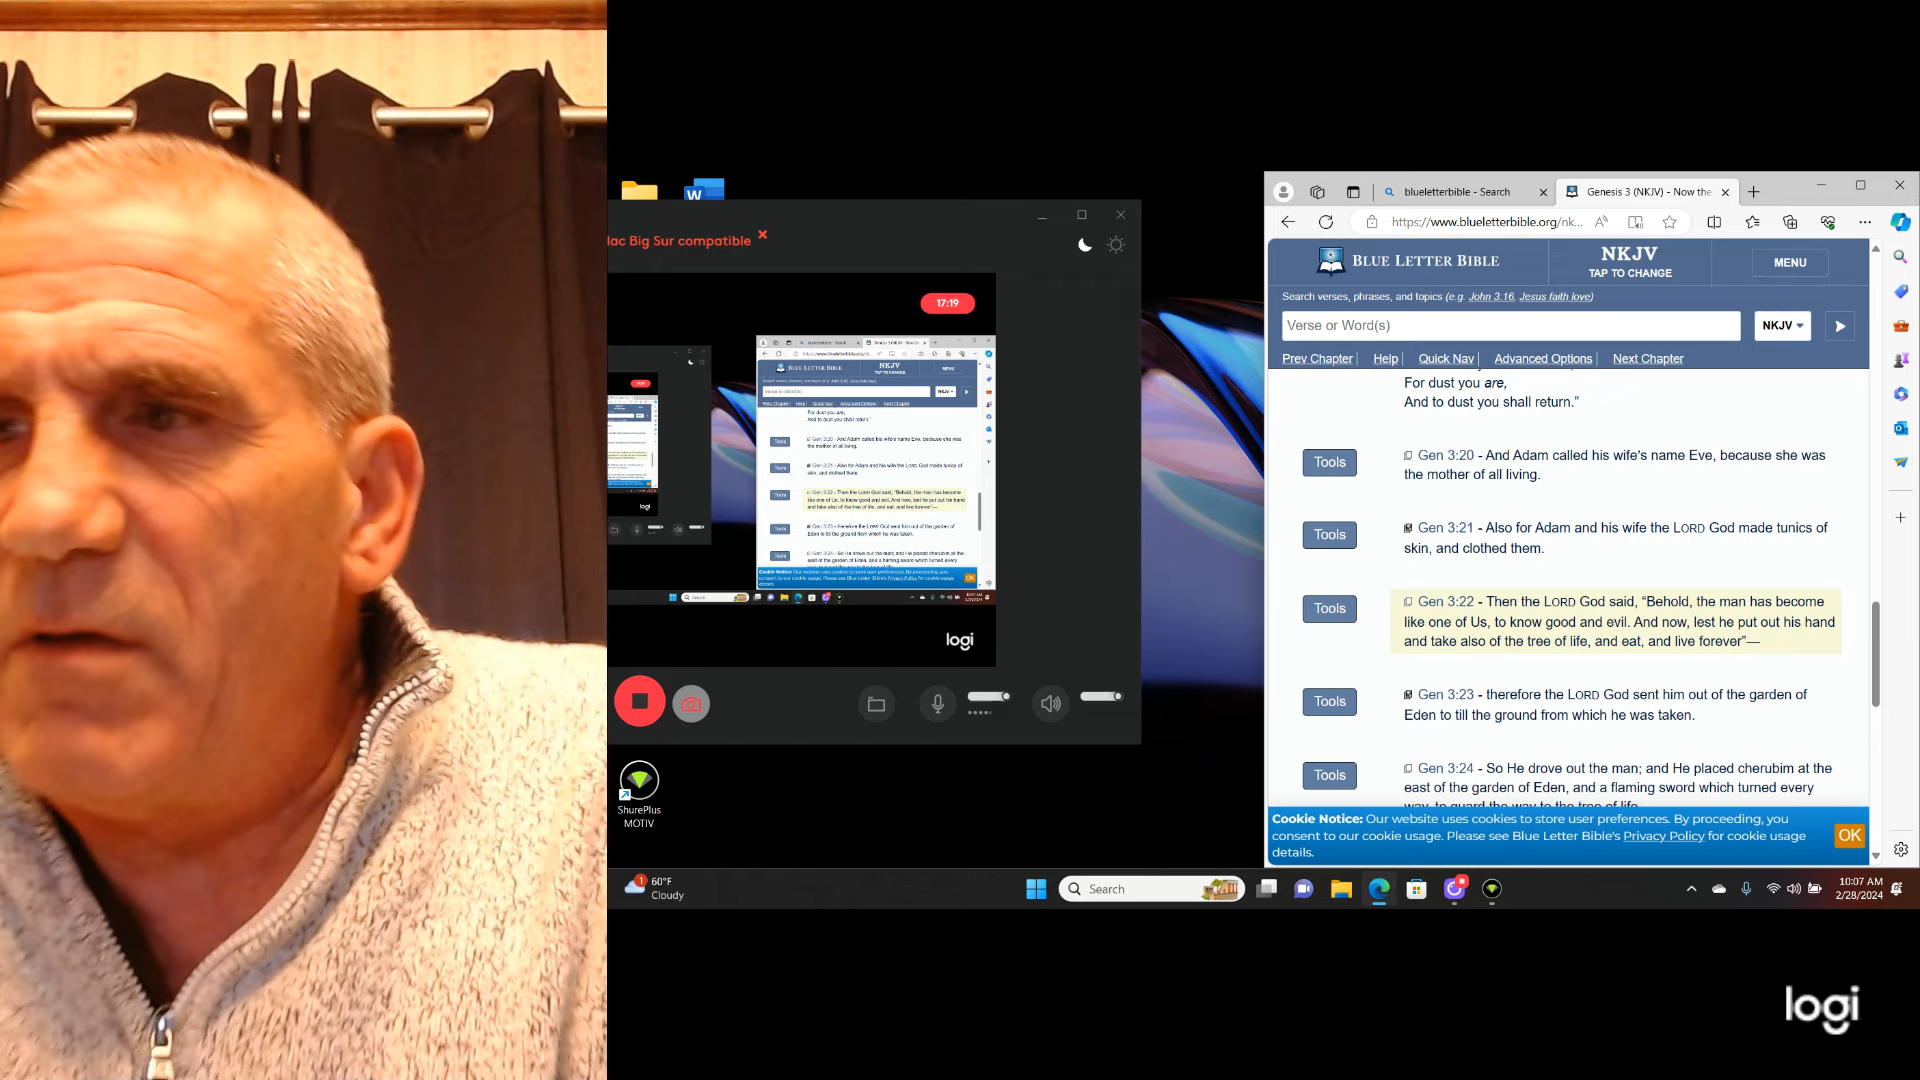 W
Mac Big Sur compatible
17:19
logi
ShurePlus
MOTIV
blueletterbible - Search
Genesis 3 (NKJV) - Now the
https://www.blueletterbible.org/nk...
BLUE LETTER BIBLE
NKJV
TAP TO CHANGE
MENU
Search verses, phrases, and topics (e.g. John 3:16, Jesus faith love)
Verse or Word(s)
NKJV
Prev Chapter
Help
Quick Nav
Advanced Options
Next Chapter
For dust you are,
And to dust you shall return.”
Tools
Gen 3:20 - And Adam called his wife’s name Eve, because she was
the mother of all living.
Tools
Gen 3:21 - Also for Adam and his wife the LORD God made tunics of
skin, and clothed them.
Tools
Gen 3:22 - Then the LORD God said, “Behold, the man has become
like one of Us, to know good and evil. And now, lest he put out his hand
and take also of the tree of life, and eat, and live forever”—
Tools
Gen 3:23 - therefore the LORD God sent him out of the garden of
Eden to till the ground from which he was taken.
Tools
Gen 3:24 - So He drove out the man; and He placed cherubim at the
east of the garden of Eden, and a flaming sword which turned every
way, to guard the way to the tree of life.
Cookie Notice: Our website uses cookies to store user preferences. By proceeding, you
consent to our cookie usage. Please see Blue Letter Bible's Privacy Policy for cookie usage
details.
OK
1
60°F
Cloudy
Search
10:07 AM
2/28/2024
logi